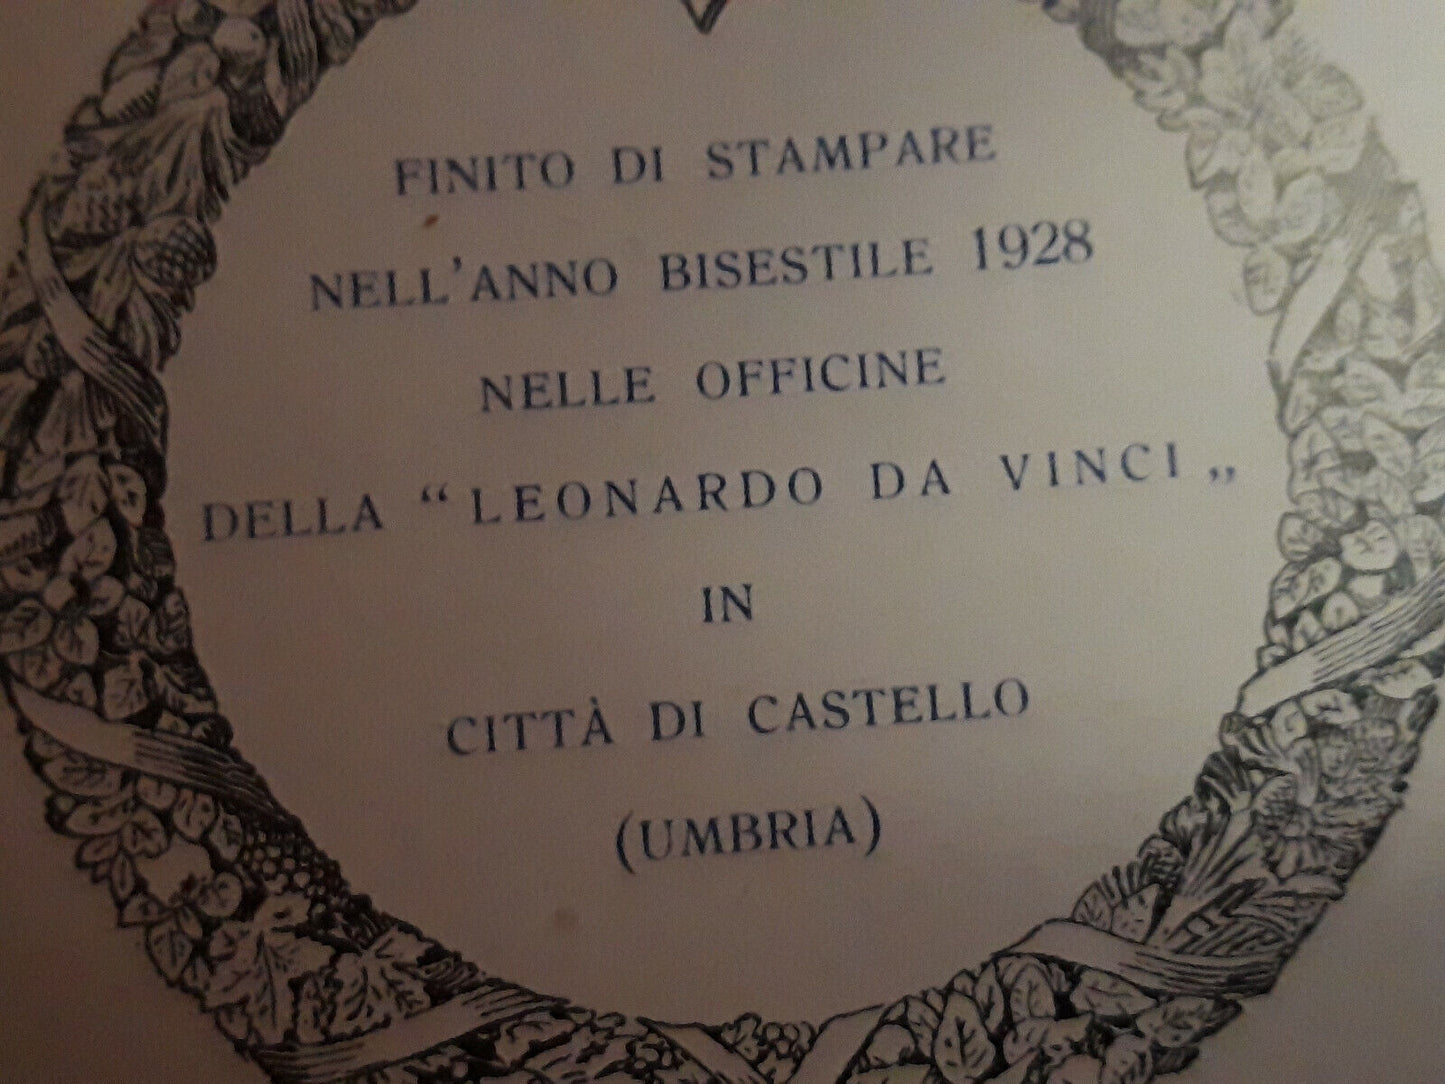 FINITO DI STAMPARE
NELL'ANNO BISESTILE 1928
NELLE OFFICINE
DELLA “LEONARDO DA VINCI„
IN
CITTÀ DI CASTELLO
(UMBRIA)